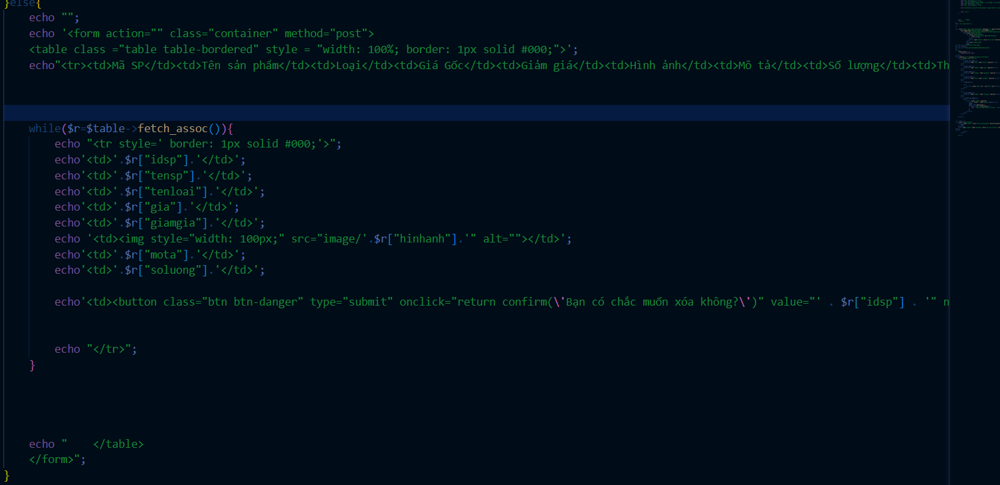 }else{
echo "";
echo '<form action="" class="container" method="post">
<table class ="table table-bordered" style = "width: 100%; border: 1px solid #000;">';
echo"<tr><td>Mã SP</td><td>Tên sản phẩm</td><td>Loại</td><td>Giá Gốc</td><td>Giảm giá</td><td>Hình ảnh</td><td>Mô tả</td><td>Số lượng</td><td>Th
while($r=$table->fetch_assoc()){
echo "<tr style=' border: 1px solid #000;'>";
echo'<td>'.$r["idsp"].'</td>';
echo'<td>'.$r["tensp"].'</td>';
echo'<td>'.$r["tenloai"].'</td>';
echo'<td>'.$r["gia"].'</td>';
echo'<td>'.$r["giamgia"].'</td>';
echo '<td><img style="width: 100px;" src="image/'.$r["hinhanh"].'" alt=""></td>';
echo'<td>'.$r["mota"].'</td>';
echo'<td>'.$r["soluong"].'</td>';
echo'<td><button class="btn btn-danger" type="submit" onclick="return confirm(\'Bạn có chắc muốn xóa không?\')" value="' . $r["idsp"] . '" n
echo "</tr>";
}
echo "    </table>
</form>";
}